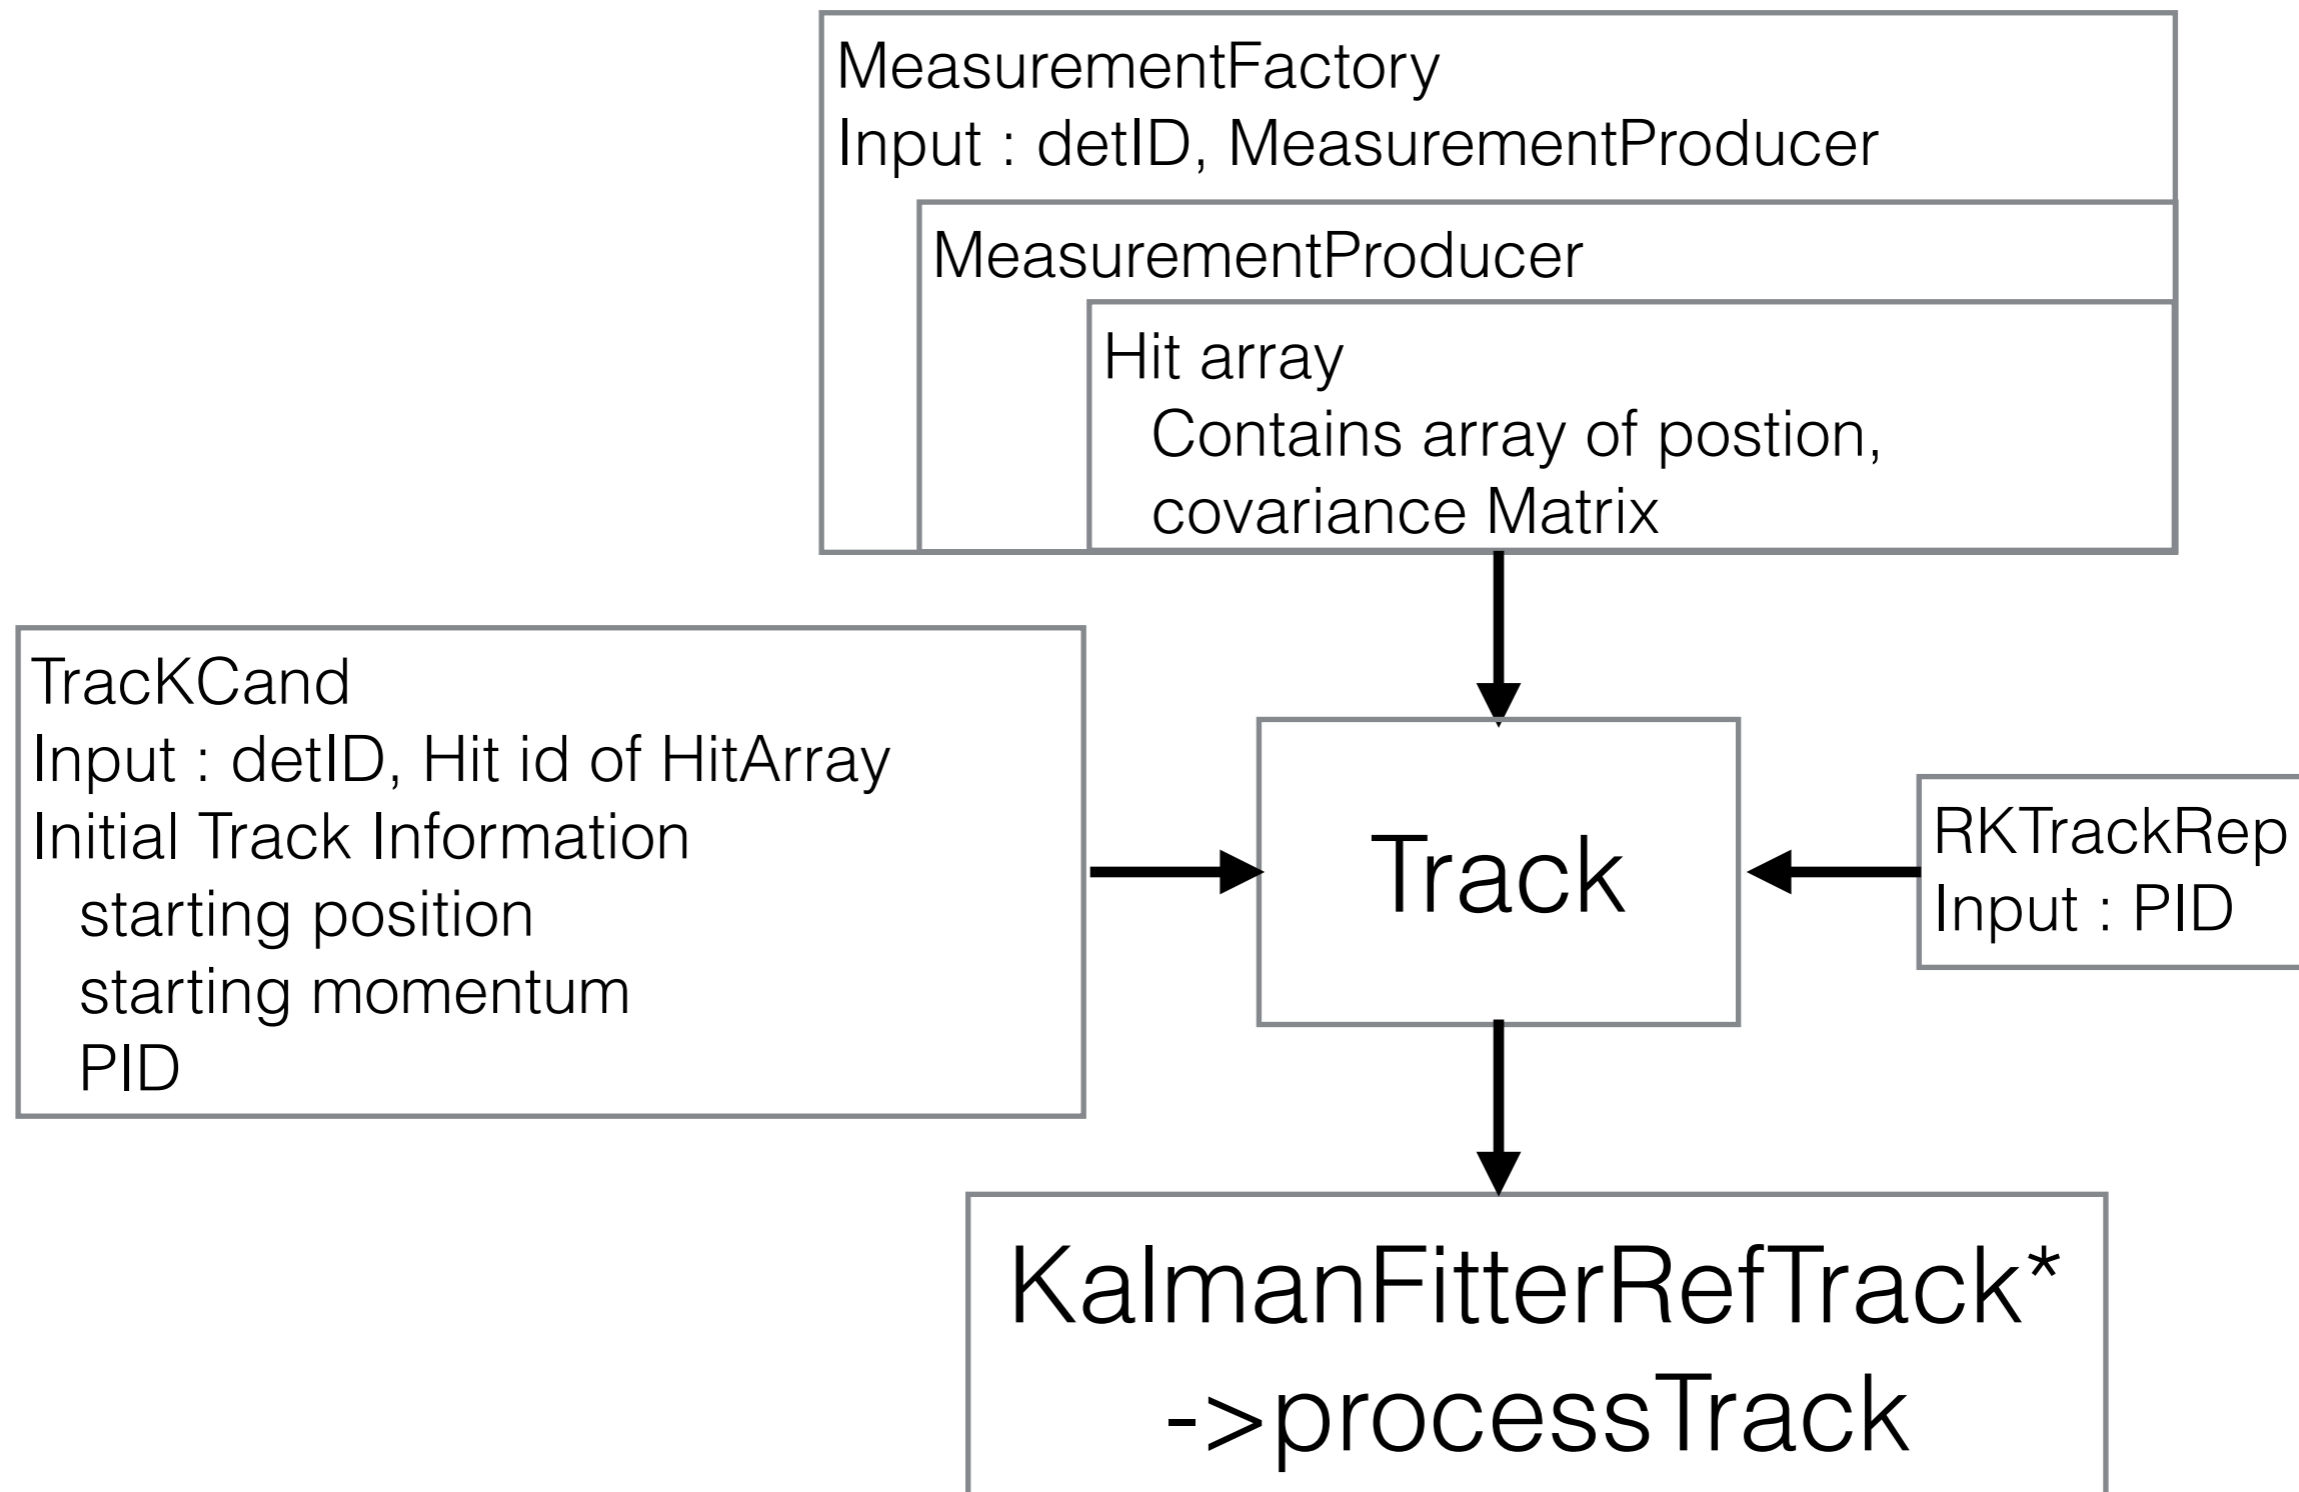 MeasurementFactory
Input : detID, MeasurementProducer
MeasurementProducer
Hit array
Contains array of postion,
covariance Matrix
TracKCand
Input : detID, Hit id of HitArray
Initial Track Information
starting position
starting momentum
PID
Track
RKTrackRep
Input : PID
KalmanFitterRefTrack*
->processTrack